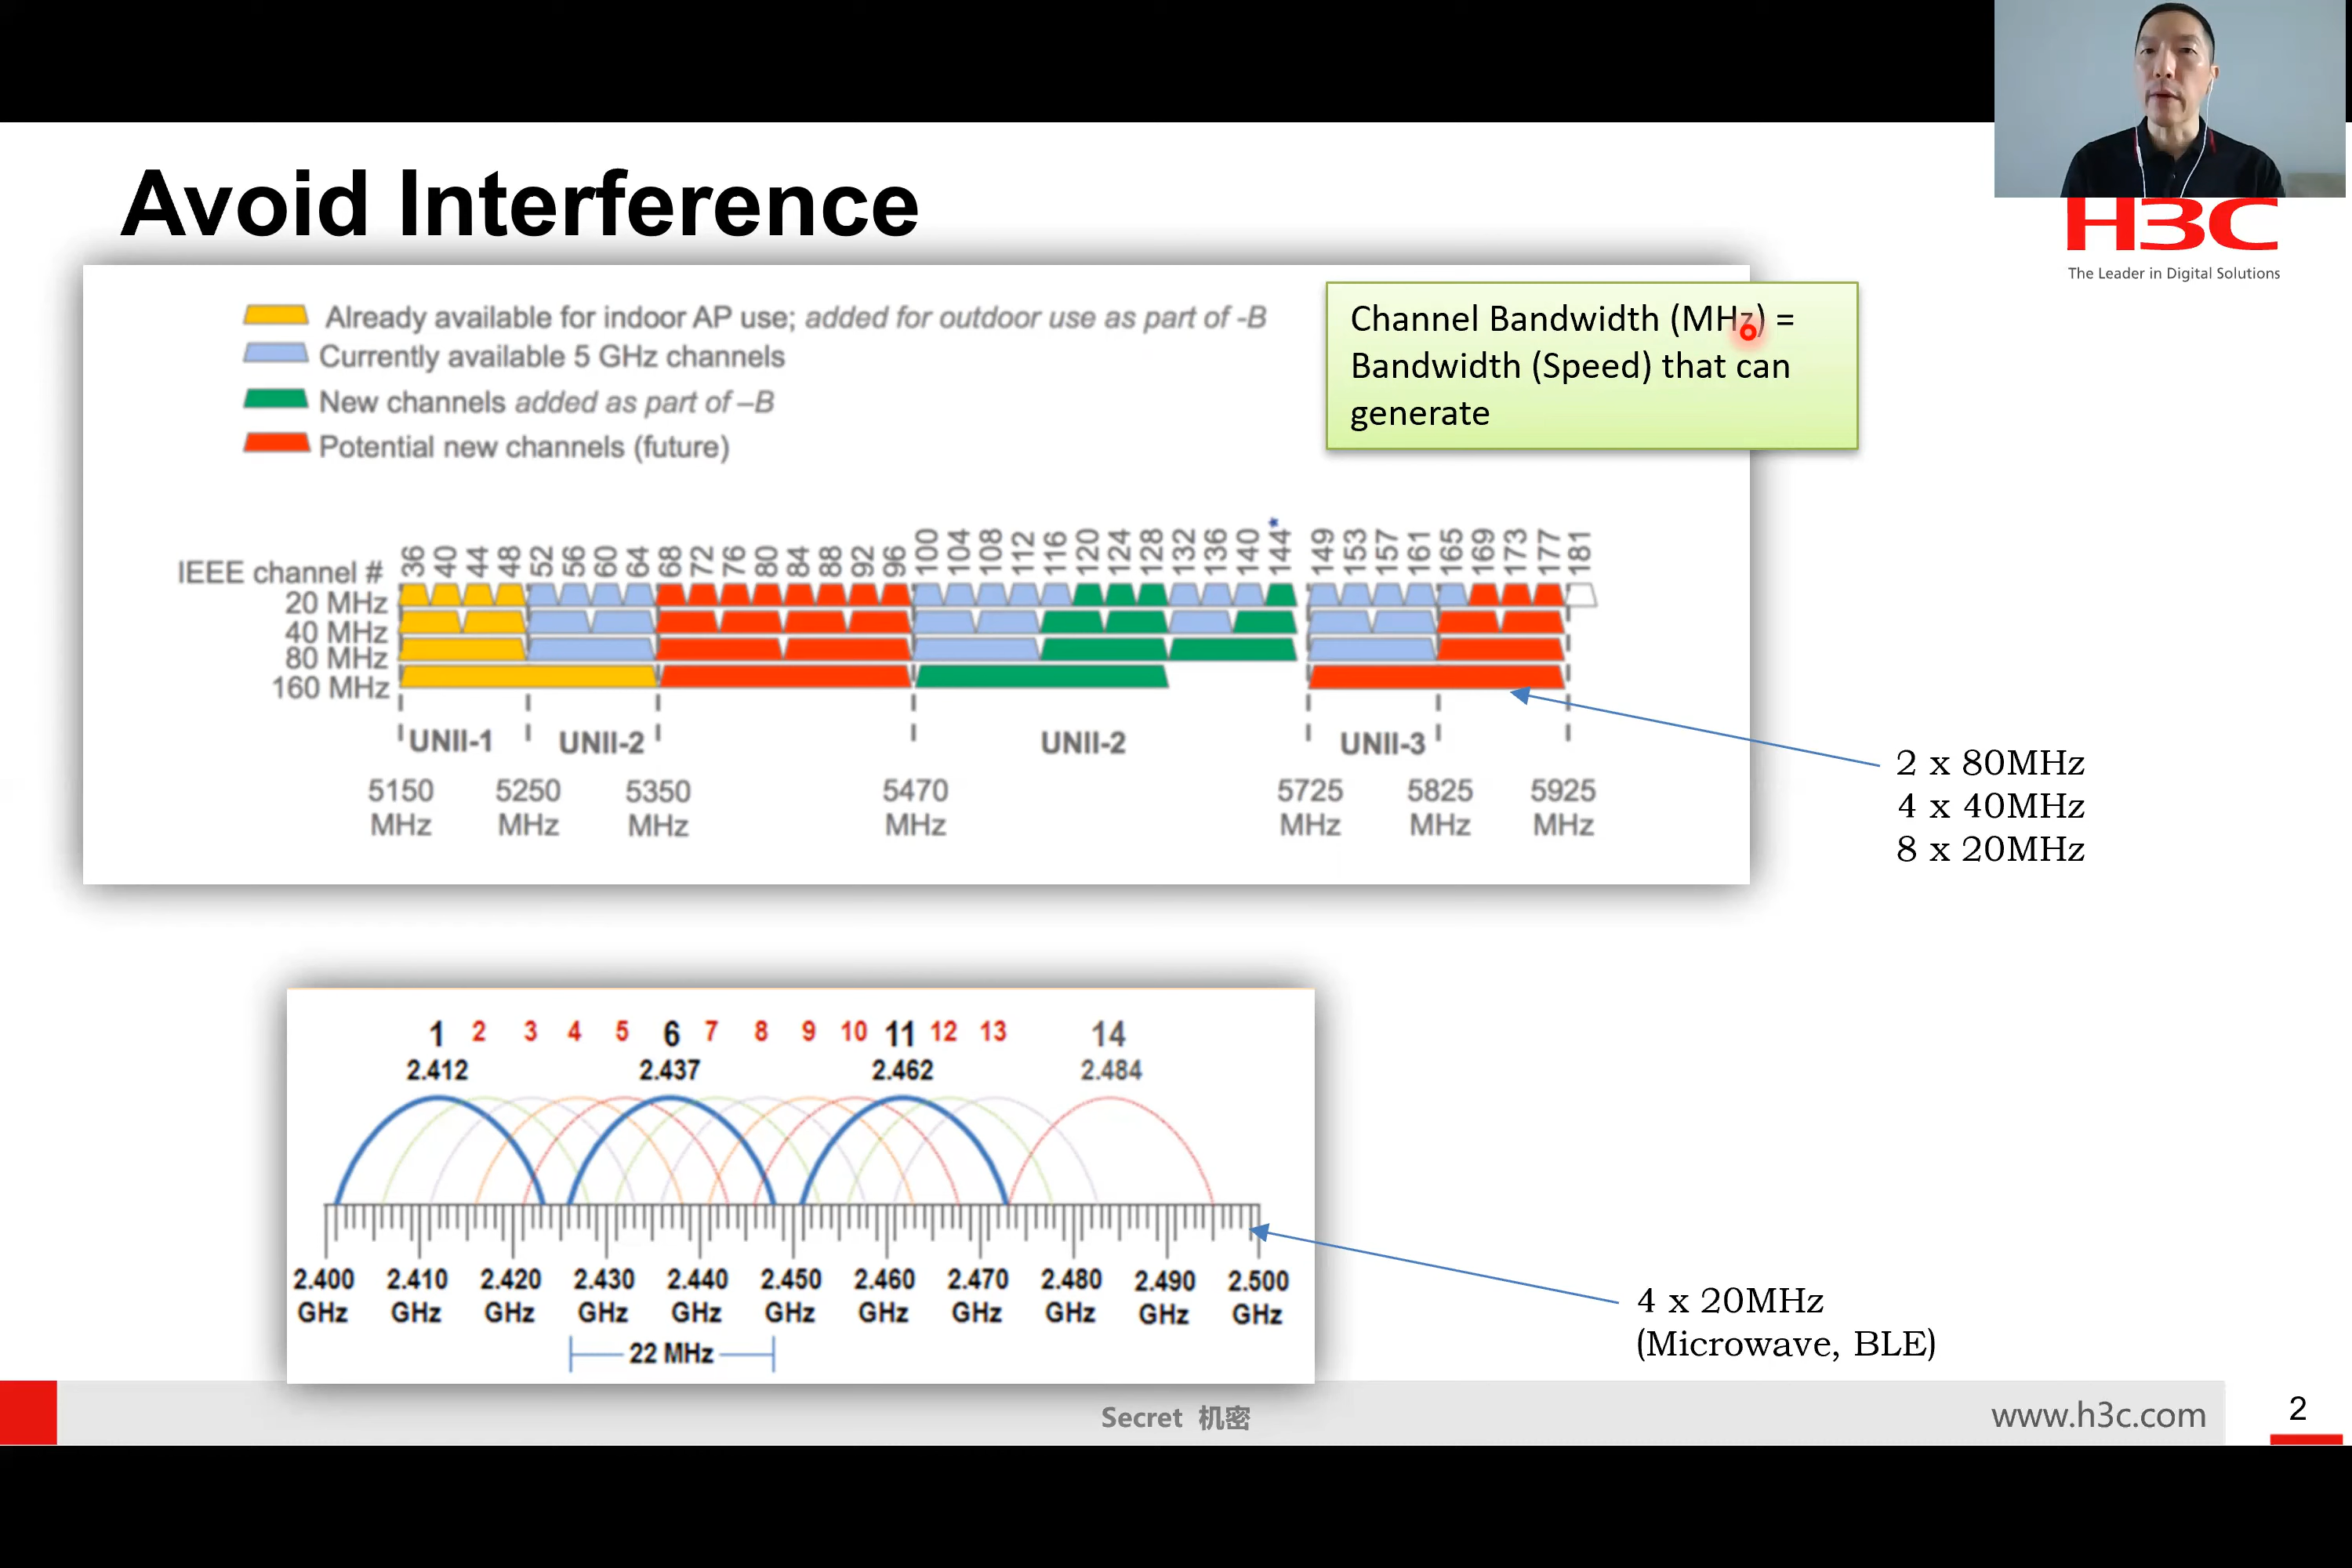 Avoid Interference
H3C
The Leader in Digital Solutions
Already available for indoor AP use; added for outdoor use as part of -B
Currently available 5 GHz channels
New channels added as part of –B
Potential new channels (future)
Channel Bandwidth (MHz) =
Bandwidth (Speed) that can
generate
IEEE channel # 36 40 44 48 52 56 60 64 68 72 76 80 84 88 92 96 100 104 108 112 116 120 124 128 132 136 140 144* 149 153 157 161 165 169 173 177 181
20 MHz
40 MHz
80 MHz
160 MHz
UNII-1 UNII-2 UNII-2 UNII-3
5150 5250 5350 5470 5725 5825 5925
MHz MHz MHz MHz MHz MHz MHz
2 x 80MHz
4 x 40MHz
8 x 20MHz
1 2 3 4 5 6 7 8 9 10 11 12 13 14
2.412 2.437 2.462 2.484
2.400 2.410 2.420 2.430 2.440 2.450 2.460 2.470 2.480 2.490 2.500
GHz GHz GHz GHz GHz GHz GHz GHz GHz GHz GHz
22 MHz
4 x 20MHz
(Microwave, BLE)
Secret 机密
www.h3c.com
2